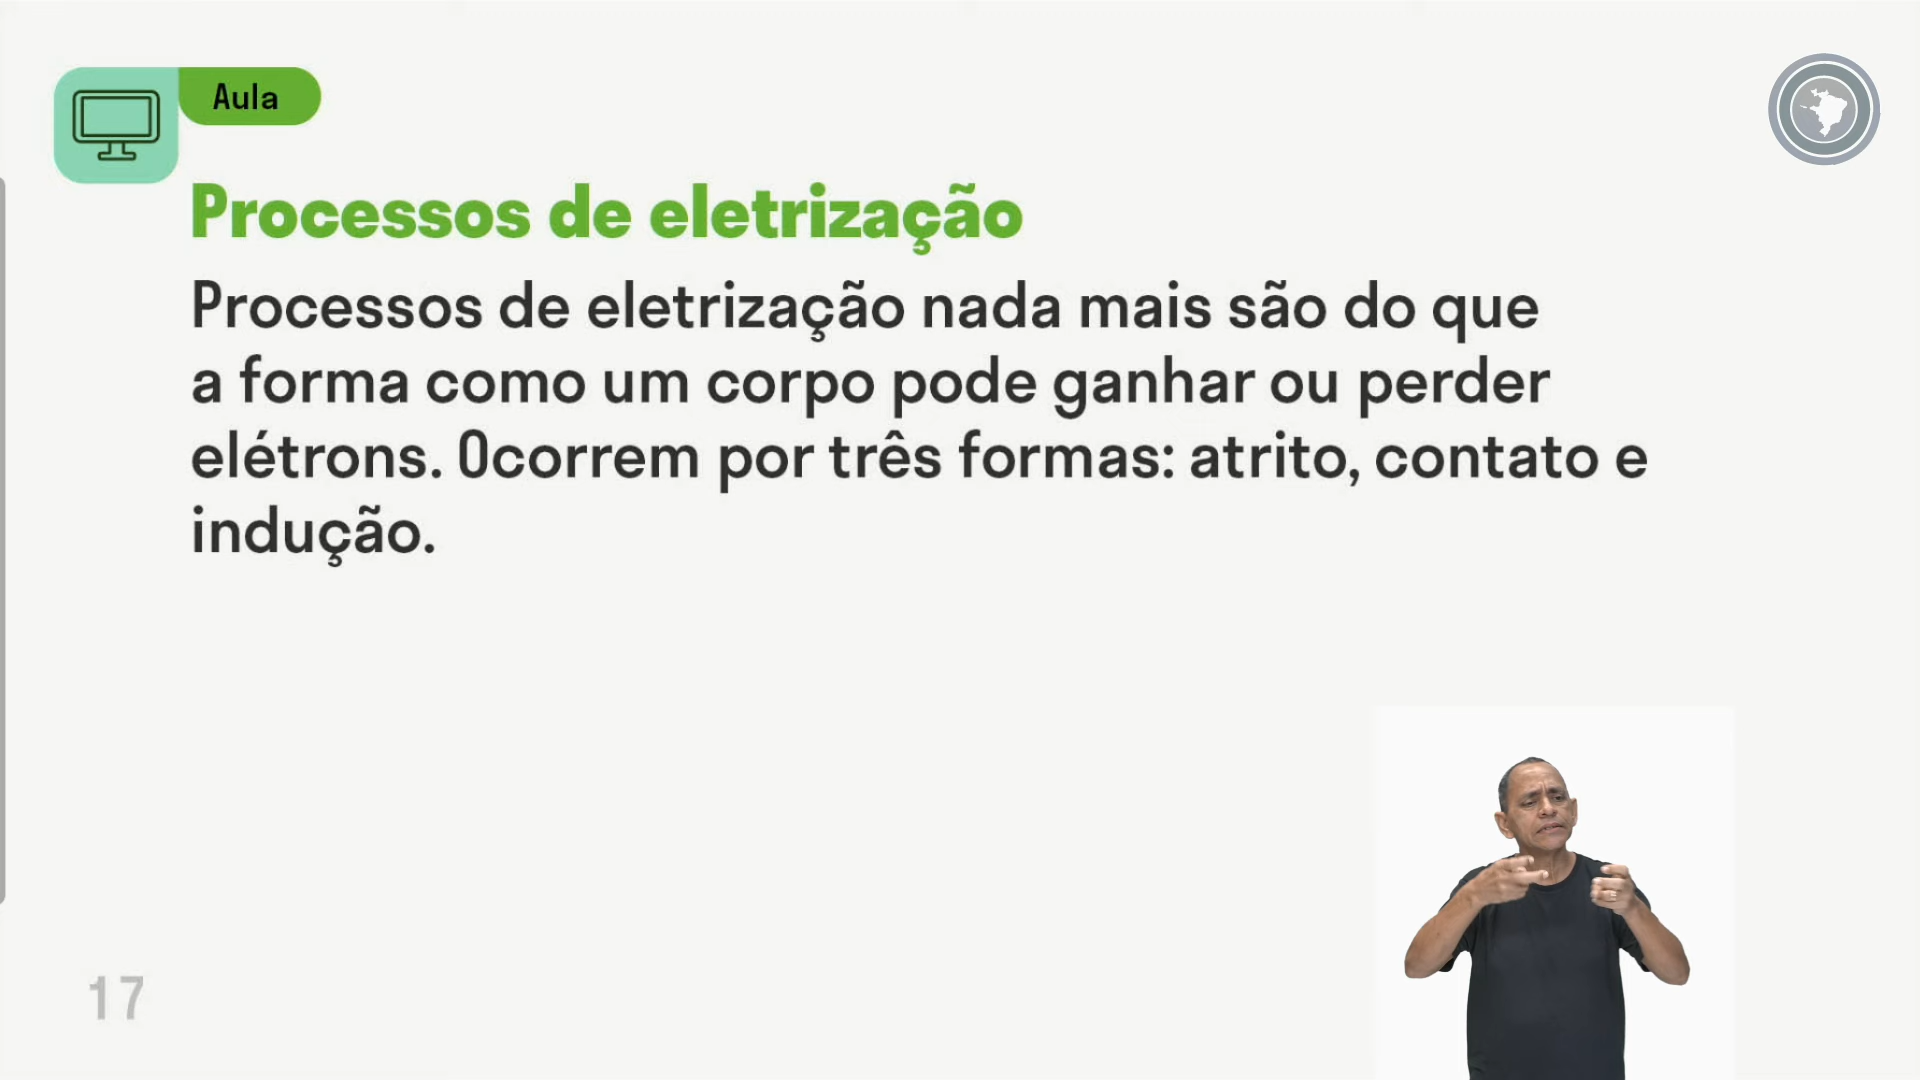 Aula
Processos de eletrização
Processos de eletrização nada mais são do que
a forma como um corpo pode ganhar ou perder
elétrons. Ocorrem por três formas: atrito, contato e
indução.
17